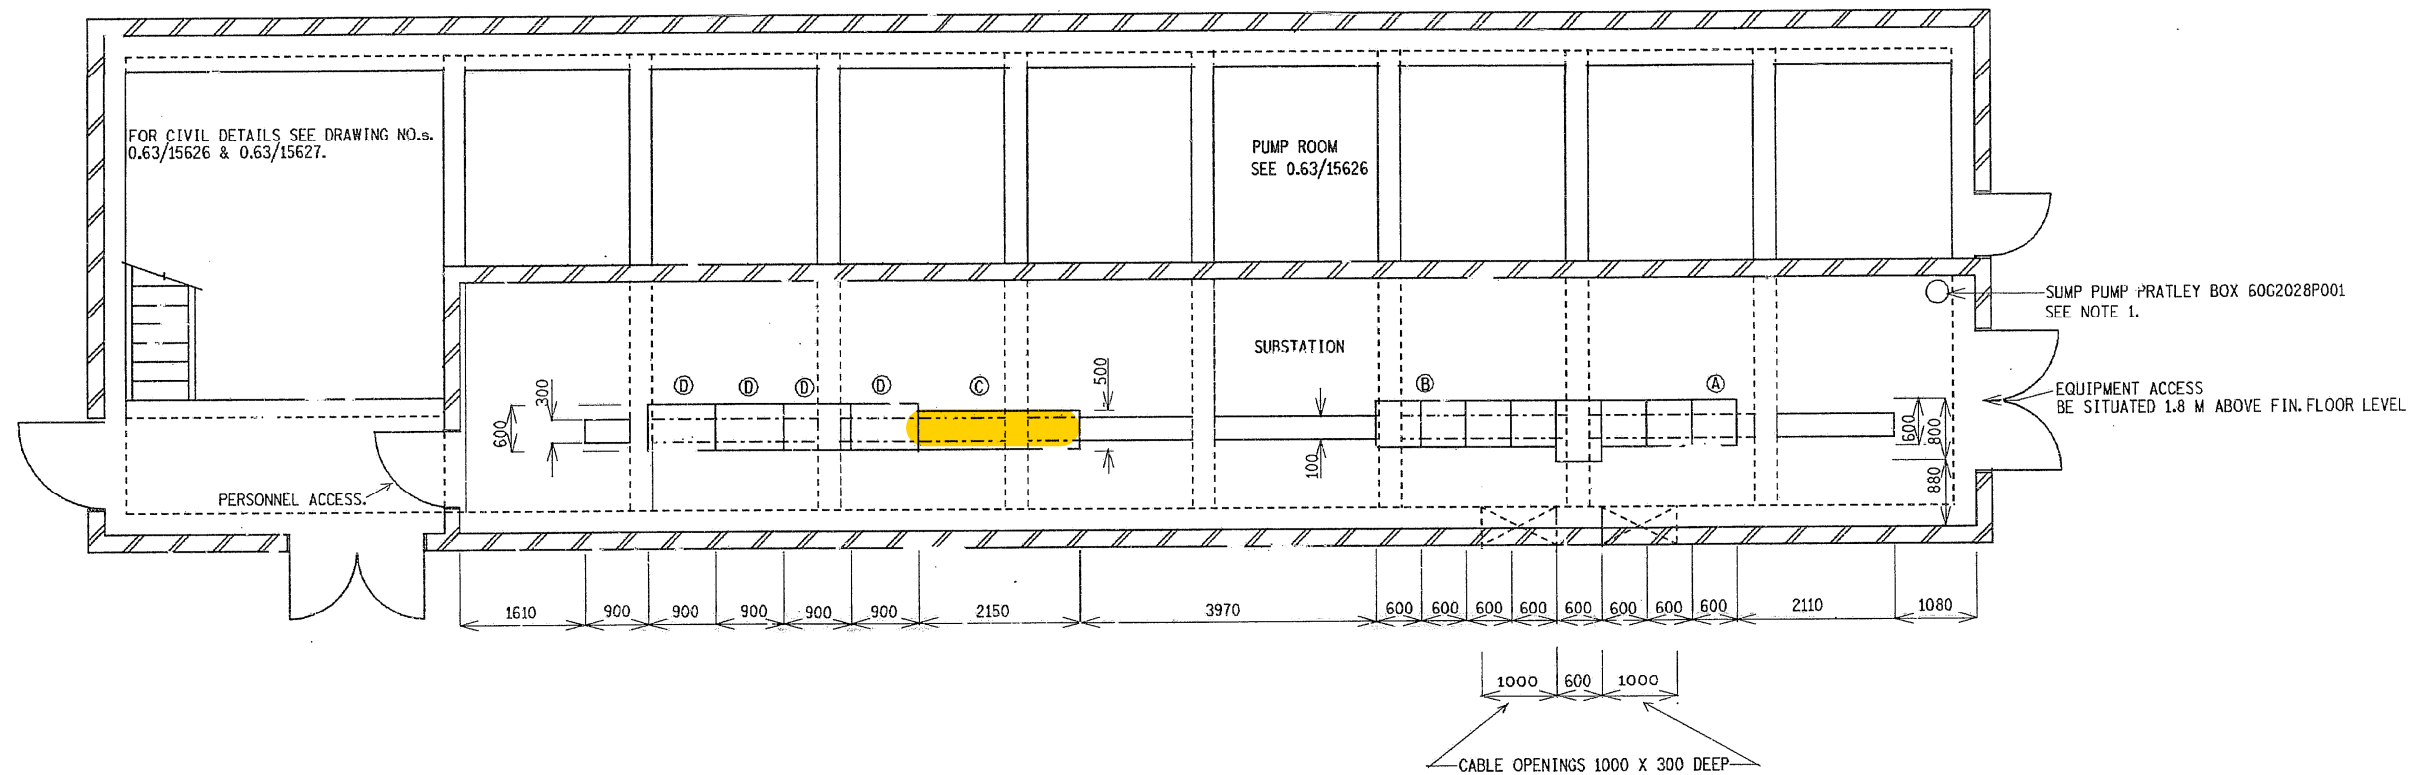 FOR CIVIL DETAILS SEE DRAWING NO.s.
0.63/15626 & 0.63/15627.
PUMP ROOM
SEE 0.63/15626
SUMP PUMP PRATLEY BOX 60G2028P001
SEE NOTE 1.
SUBSTATION
EQUIPMENT ACCESS
BE SITUATED 1.8 M ABOVE FIN. FLOOR LEVEL
D D D D C B A
600 300 500 100 600 800 880
PERSONNEL ACCESS.
1610 900 900 900 900 900 2150 3970 600 600 600 600 600 600 600 600 2110 1080
1000 600 1000
CABLE OPENINGS 1000 X 300 DEEP